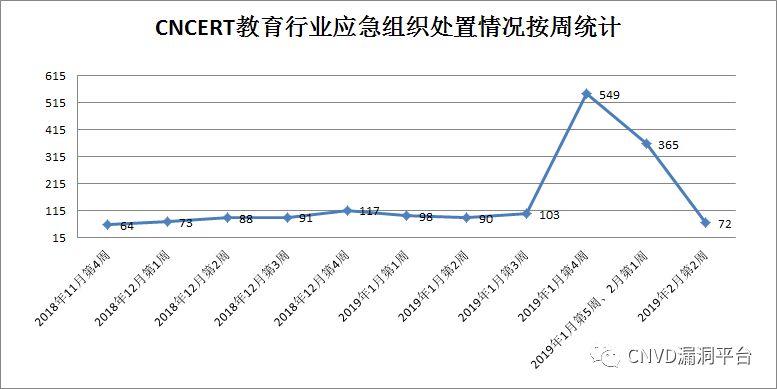 CNCERT教育行业应急组织处置情况按周统计
615
515
415
315
215
115
15
64
73
88
91
117
98
90
103
549
365
72
2018年11月第4周
2018年12月第1周
2018年12月第2周
2018年12月第3周
2018年12月第4周
2019年1月第1周
2019年1月第2周
2019年1月第3周
2019年1月第4周
2019年1月第5周、2月第1周
2019年2月第2周
CNVD漏洞平台